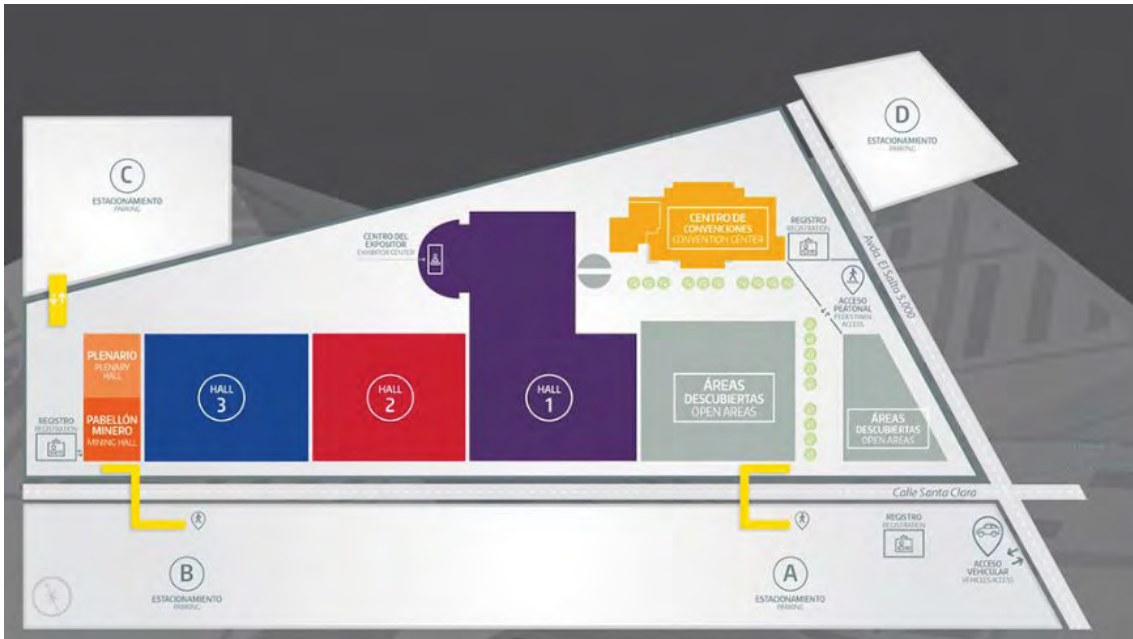 C
ESTACIONAMIENTO
PARKING
D
ESTACIONAMIENTO
PARKING
CENTRO DEL
EXPOSITOR
EXHIBITOR CENTER
CENTRO DE
CONVENCIONES
CONVENTION CENTER
REGISTRO
REGISTRATION
Avda. El Salto 5.000
ACCESO
PEATONAL
PEDESTRIAN
ACCESS
PLENARIO
PLENARY
HALL
PABELLÓN
MINERO
MINING HALL
REGISTRO
REGISTRATION
HALL
3
HALL
2
HALL
1
ÁREAS
DESCUBIERTAS
OPEN AREAS
ÁREAS
DESCUBIERTAS
OPEN AREAS
Calle Santa Clara
REGISTRO
REGISTRATION
ACCESO
VEHICULAR
VEHICLES ACCESS
B
ESTACIONAMIENTO
PARKING
A
ESTACIONAMIENTO
PARKING